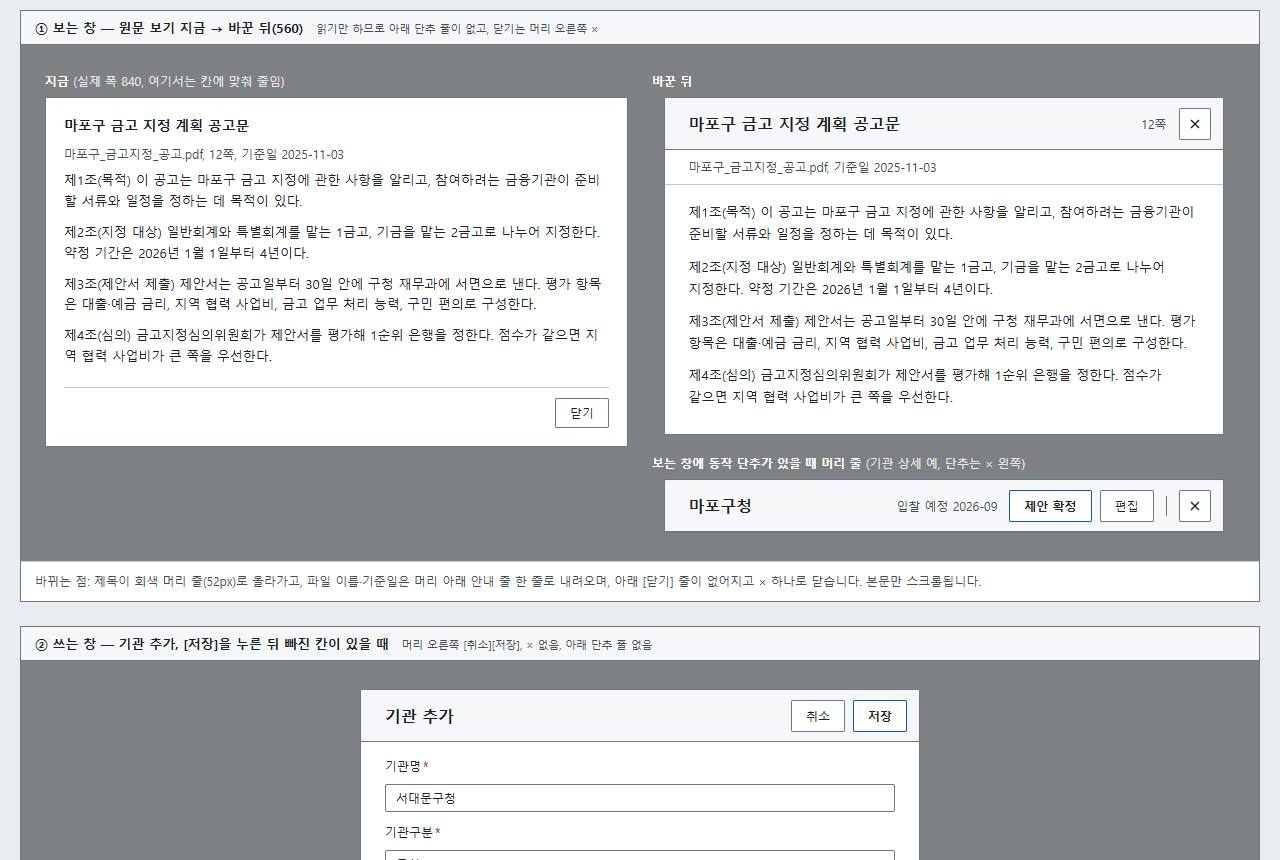 ① 보는 창 — 원문 보기 지금 → 바꾼 뒤(560) 읽기만 하므로 아래 단추 풀이 없고, 닫기는 머리 오른쪽 ×
지금 (실제 폭 840, 여기서는 칸에 맞춰 줄임)
마포구 금고 지정 계획 공고문
마포구_금고지정_공고.pdf, 12쪽, 기준일 2025-11-03
제1조(목적) 이 공고는 마포구 금고 지정에 관한 사항을 알리고, 참여하려는 금융기관이 준비
할 서류와 일정을 정하는 데 목적이 있다.
제2조(지정 대상) 일반회계와 특별회계를 맡는 1금고, 기금을 맡는 2금고로 나누어 지정한다.
약정 기간은 2026년 1월 1일부터 4년이다.
제3조(제안서 제출) 제안서는 공고일부터 30일 안에 구청 재무과에 서면으로 낸다. 평가 항목
은 대출·예금 금리, 지역 협력 사업비, 금고 업무 처리 능력, 구민 편의로 구성한다.
제4조(심의) 금고지정심의위원회가 제안서를 평가해 1순위 은행을 정한다. 점수가 같으면 지
역 협력 사업비가 큰 쪽을 우선한다.
닫기
바꾼 뒤
마포구 금고 지정 계획 공고문 12쪽 ×
마포구_금고지정_공고.pdf, 기준일 2025-11-03
제1조(목적) 이 공고는 마포구 금고 지정에 관한 사항을 알리고, 참여하려는 금융기관이
준비할 서류와 일정을 정하는 데 목적이 있다.
제2조(지정 대상) 일반회계와 특별회계를 맡는 1금고, 기금을 맡는 2금고로 나누어
지정한다. 약정 기간은 2026년 1월 1일부터 4년이다.
제3조(제안서 제출) 제안서는 공고일부터 30일 안에 구청 재무과에 서면으로 낸다. 평가
항목은 대출·예금 금리, 지역 협력 사업비, 금고 업무 처리 능력, 구민 편의로 구성한다.
제4조(심의) 금고지정심의위원회가 제안서를 평가해 1순위 은행을 정한다. 점수가
같으면 지역 협력 사업비가 큰 쪽을 우선한다.
보는 창에 동작 단추가 있을 때 머리 줄 (기관 상세 예, 단추는 × 왼쪽)
마포구청 입찰 예정 2026-09 제안 확정 편집 ×
바뀌는 점: 제목이 회색 머리 줄(52px)로 올라가고, 파일 이름·기준일은 머리 아래 안내 줄 한 줄로 내려오며, 아래 [닫기] 줄이 없어지고 × 하나로 닫습니다. 본문만 스크롤됩니다.
② 쓰는 창 — 기관 추가, [저장]을 누른 뒤 빠진 칸이 있을 때 머리 오른쪽 [취소][저장], × 없음, 아래 단추 풀 없음
기관 추가 취소 저장
기관명*
서대문구청
기관구분*